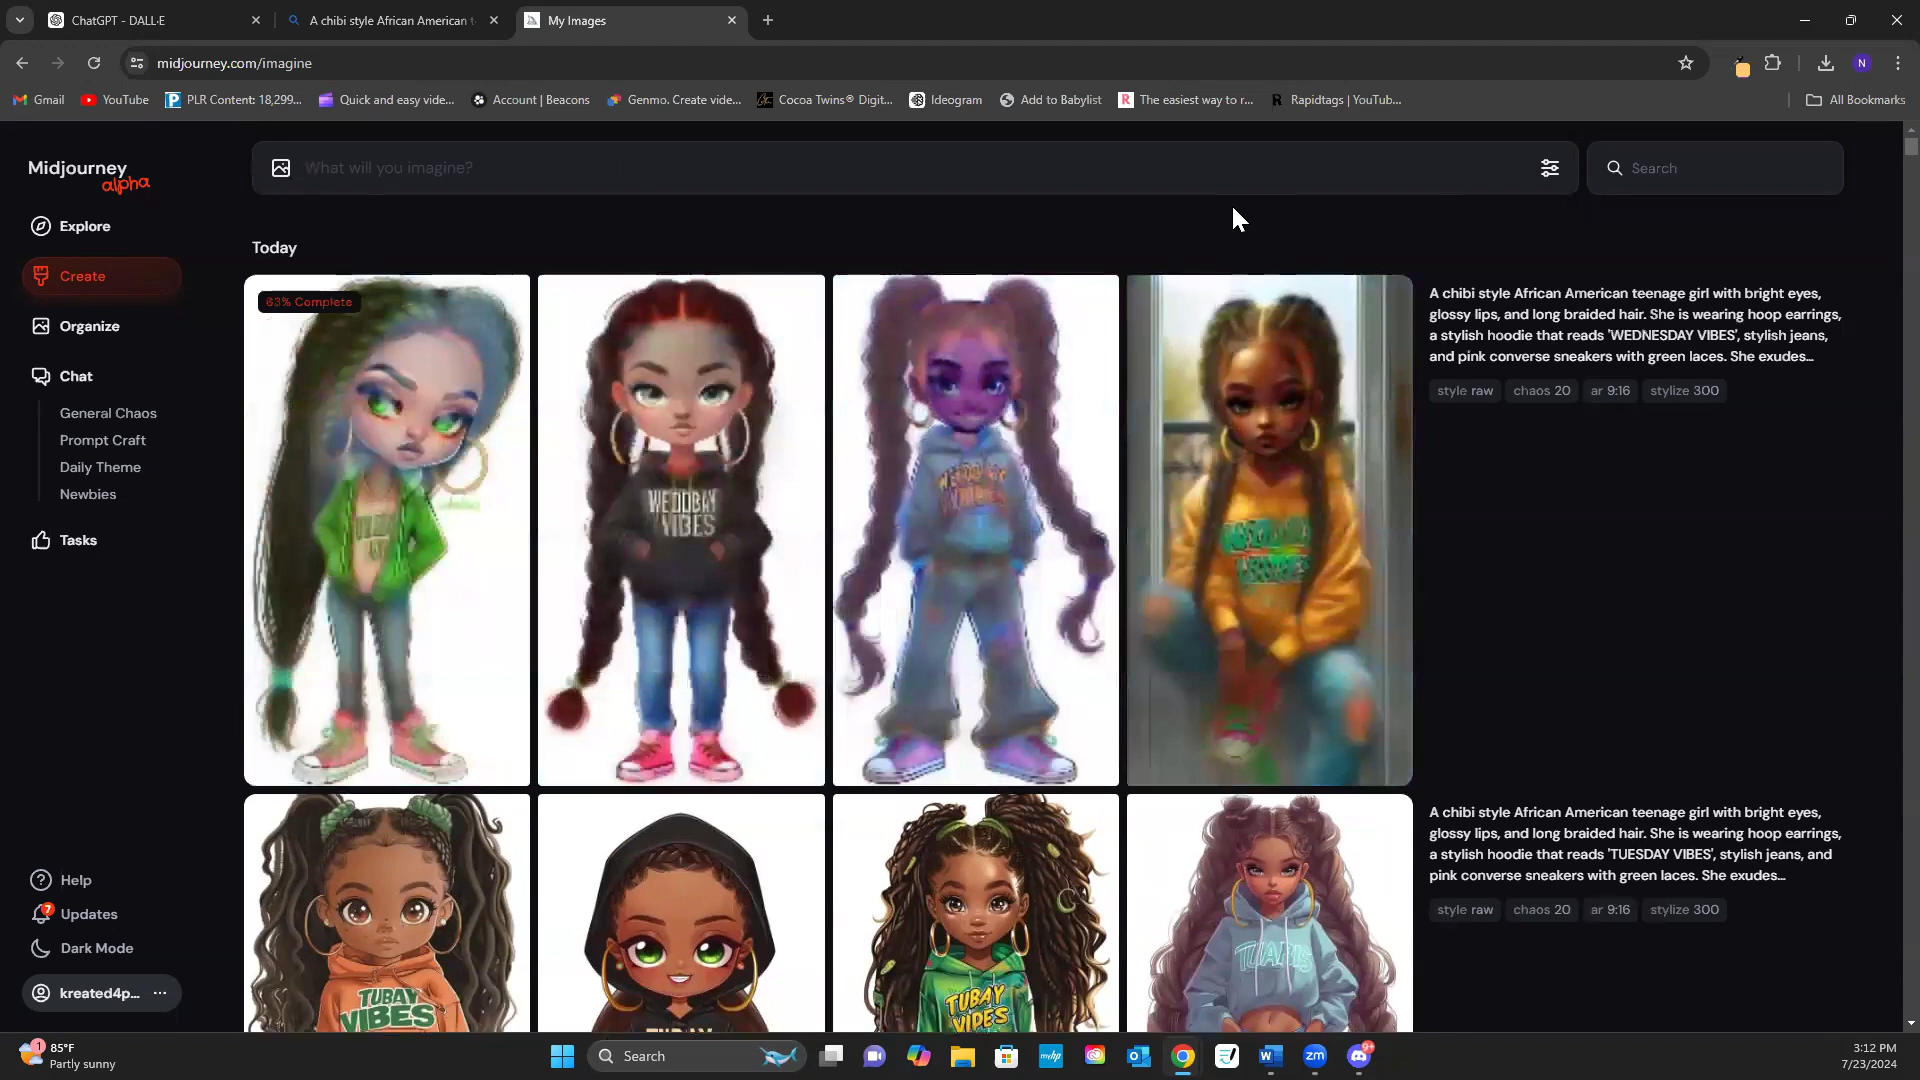 ChatGPT - DALL·E
A chibi style African American t
My Images
midjourney.com/imagine
N
Gmail
YouTube
PLR Content: 18,299...
Quick and easy vide...
Account | Beacons
Genmo. Create vide...
Cocoa Twins® Digit...
Ideogram
Add to Babylist
The easiest way to r...
Rapidtags | YouTub...
All Bookmarks
Midjourney
alpha
What will you imagine?
Search
Explore
Create
Organize
Chat
General Chaos
Prompt Craft
Daily Theme
Newbies
Tasks
Today
63% Complete
WEDDBAY
VIBES
A chibi style African American teenage girl with bright eyes,
glossy lips, and long braided hair. She is wearing hoop earrings,
a stylish hoodie that reads 'WEDNESDAY VIBES', stylish jeans,
and pink converse sneakers with green laces. She exudes...
style raw
chaos 20
ar 9:16
stylize 300
TUBAY
VIBES
TUBAY
VIPES
A chibi style African American teenage girl with bright eyes,
glossy lips, and long braided hair. She is wearing hoop earrings,
a stylish hoodie that reads 'TUESDAY VIBES', stylish jeans, and
pink converse sneakers with green laces. She exudes...
style raw
chaos 20
ar 9:16
stylize 300
Help
7
Updates
Dark Mode
kreated4p...
1
85°F
Partly sunny
Search
myhp
zm
9+
3:12 PM
7/23/2024